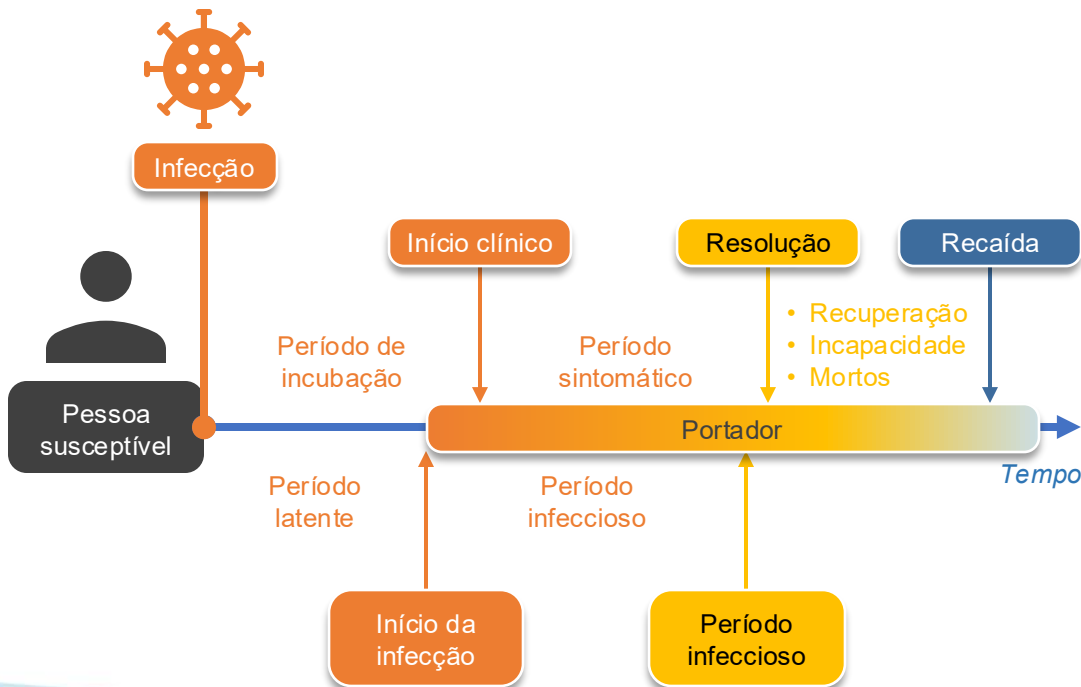 Infecção
Início clínico
Resolução
Recaída
• Recuperação
• Incapacidade
• Mortos
Período de
incubação
Período
sintomático
Pessoa
susceptível
Portador
Tempo
Período
latente
Período
infeccioso
Início da
infecção
Período
infeccioso